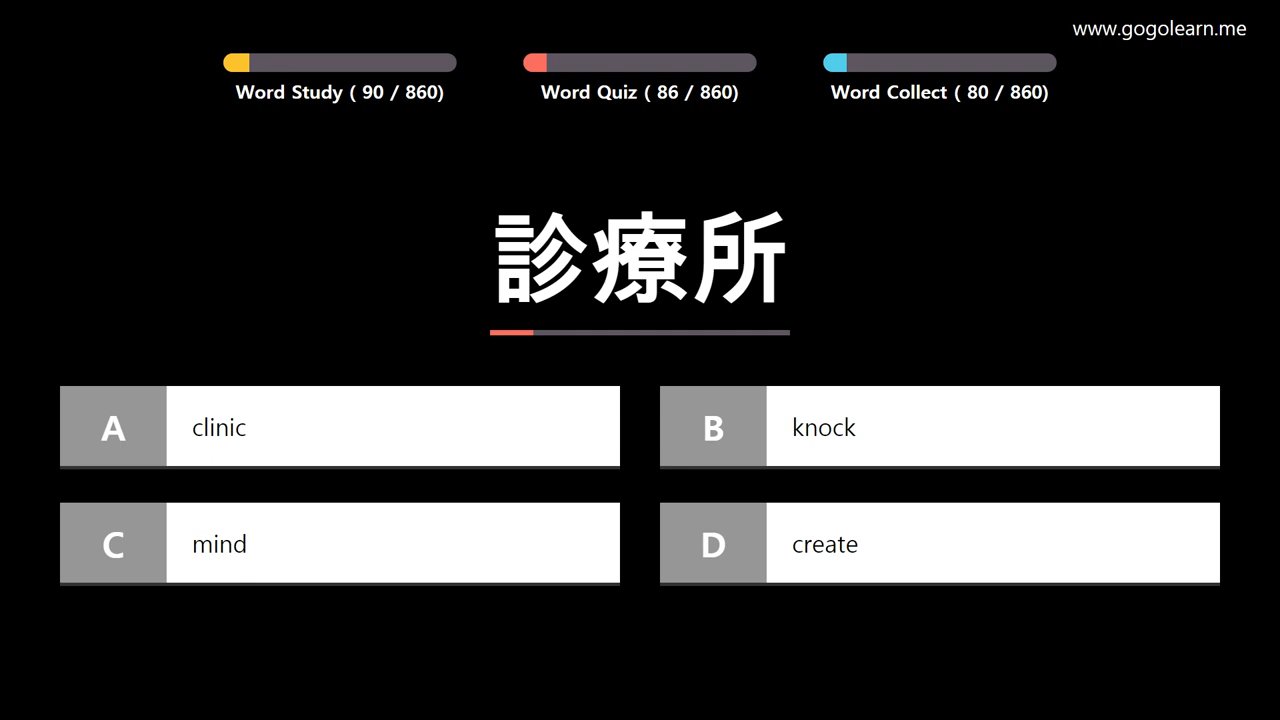 www.gogolearn.me
Word Study ( 90 / 860)
Word Quiz ( 86 / 860)
Word Collect ( 80 / 860)
診療所
A clinic
B knock
C mind
D create